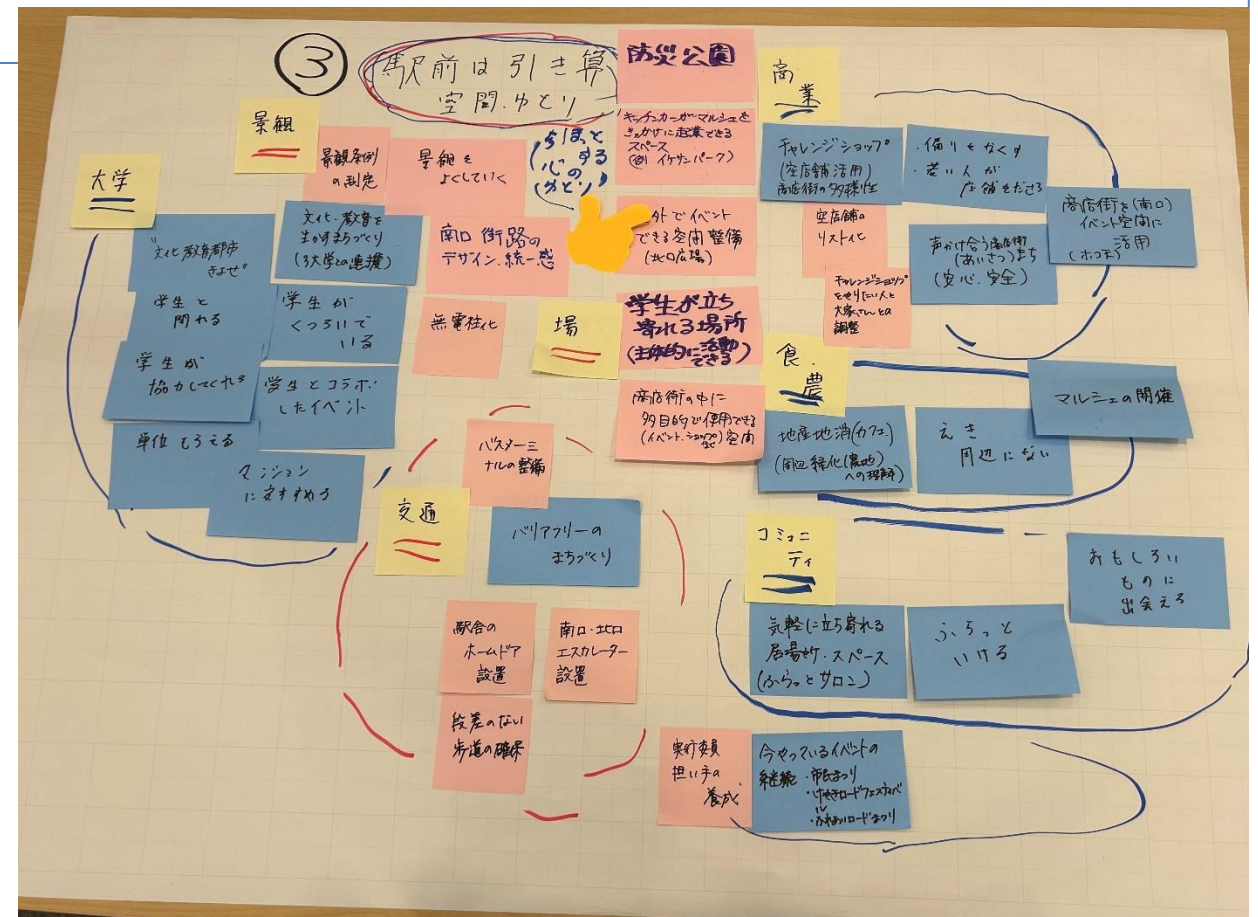 ③
駅前は引き算
空間.ゆとり
防災公園
商
業
景観
景観条例
の制定
景観を
よくしていく
ほっと
する
心の
ゆとり
キッチンカーがマルシェを
きっかけに起業できる
スペース
(例 イケサンパーク)
チャレンジショップ
(空店舗活用)
商店街の多様性
・偏りをなくす
・若い人が
店舗をだせる
商店街を(南口)
イベント空間に
活用
(ホコ天)
大学
"文化教育都市
きよせ"
文化・教育を
生かすまちづくり
(3大学との連携)
南口 街路の
デザイン.統一感
外でイベント
できる空間整備
(北口広場)
空店舗の
リスト化
声かけ合う商店街
(あいさつ)まち
(安心.安全)
チャレンジショップ
をやりたい人と
大家さんとの
調整
学生と
関れる
学生が
くつろいで
いる
無電柱化
場
学生が立ち
寄れる場所
(主体的に活動
できる)
食.
農
学生が
協力してくれる
学生とコラボ
したイベント
商店街の中に
多目的で使用できる
(イベント.ショップなど)空間
地産地消(カフェ)
(周辺緑化(農地)
への理解)
えき
周辺にない
マルシェの開催
単位もらえる
バスターミ
ナルの整備
交通
バリアフリーの
まちづくり
コミュニ
ティ
おもしろい
ものに
出会える
駅舎の
ホームドア
設置
南口・北口
エスカレーター
設置
気軽に立ち寄れる
居場所・スペース
(ふらっとサロン)
ふらっと
いける
段差のない
歩道の確保
実行委員
担い手の
養成
今やっているイベントの
継続 ・市民まつり
・けやきロードフェスティバ
ル
・ふれあいロードまつり